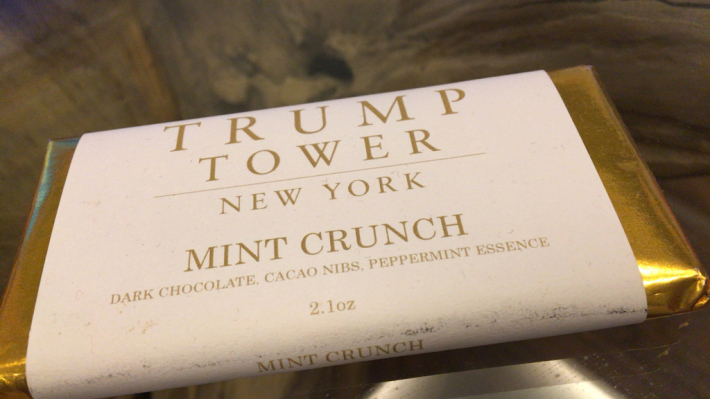 TRUMP
TOWER
NEW YORK
MINT CRUNCH
DARK CHOCOLATE, CACAO NIBS, PEPPERMINT ESSENCE
2.1oz
MINT CRUNCH